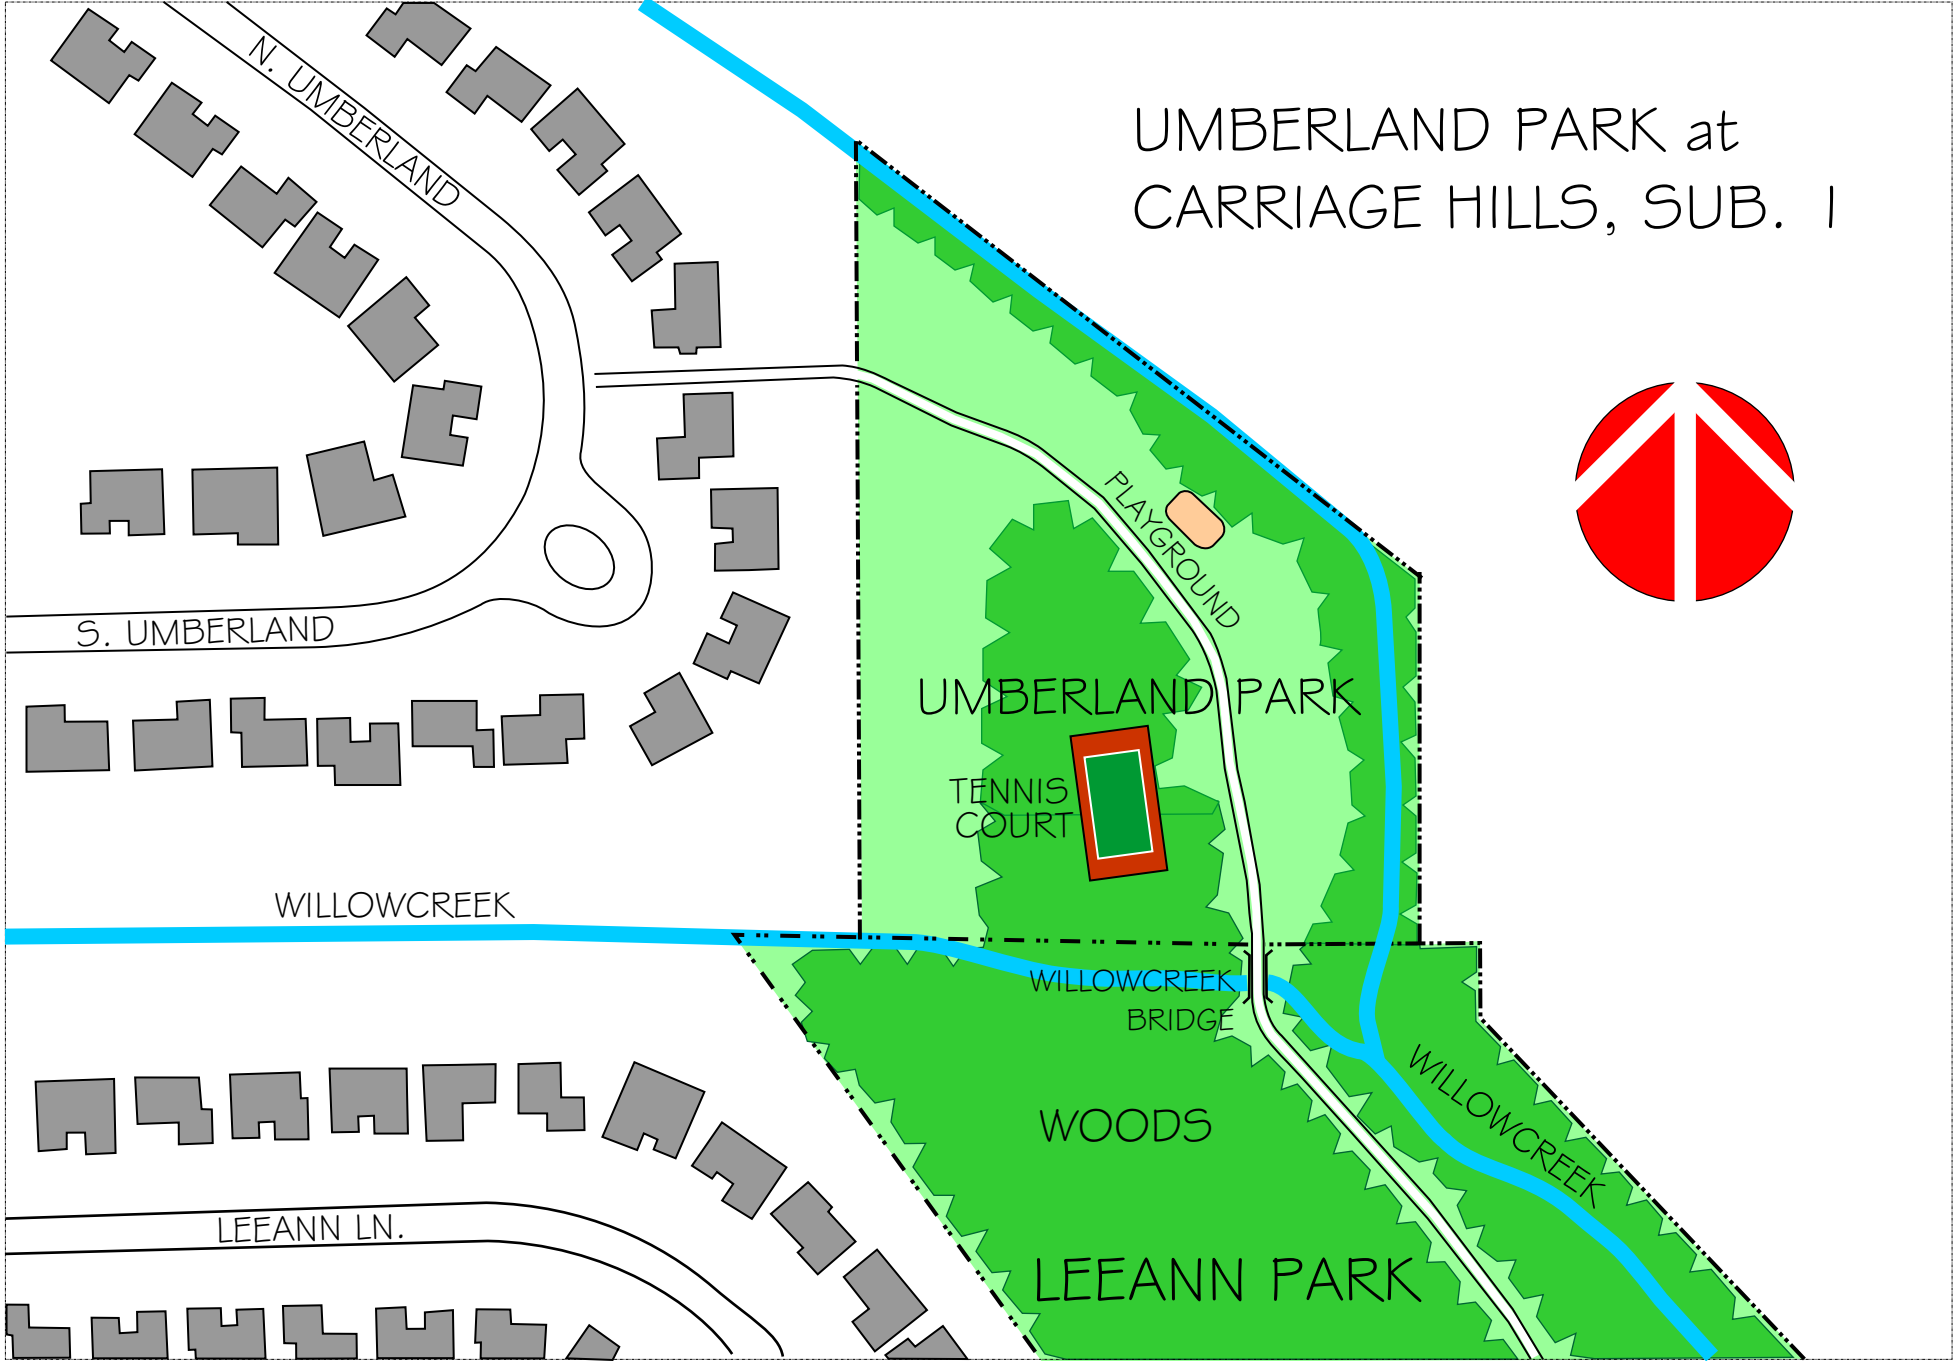 UMBERLAND PARK at
CARRIAGE HILLS, SUB. 1
N. UMBERLAND
PLAYGROUND
S. UMBERLAND
UMBERLAND PARK
TENNIS
COURT
WILLOWCREEK
WILLOWCREEK
BRIDGE
WILLOWCREEK
WOODS
LEEANN LN.
LEEANN PARK